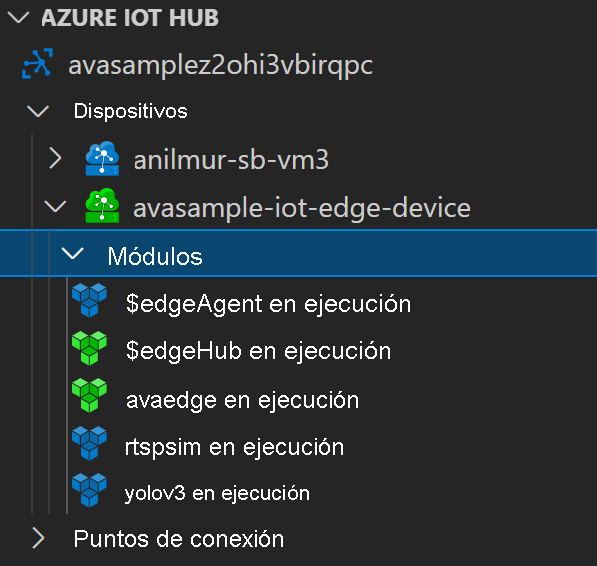 AZURE IOT HUB
avasamplez2ohi3vbirqpc
Dispositivos
anilmur-sb-vm3
avasample-iot-edge-device
Módulos
$edgeAgent en ejecución
$edgeHub en ejecución
avaedge en ejecución
rtspsim en ejecución
yolov3 en ejecución
Puntos de conexión